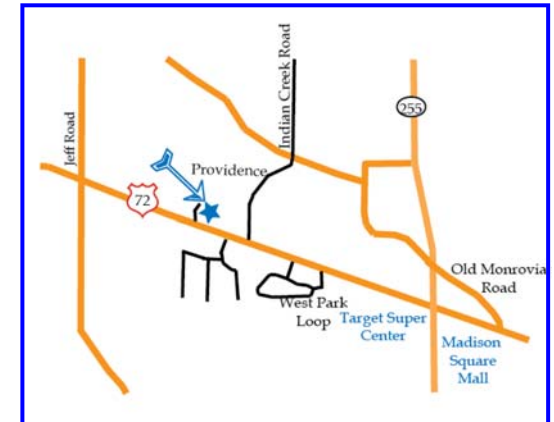 Indian Creek Road
255
Jeff Road
Providence
72
Old Monrovia
Road
West Park
Loop
Target Super
Center
Madison
Square
Mall